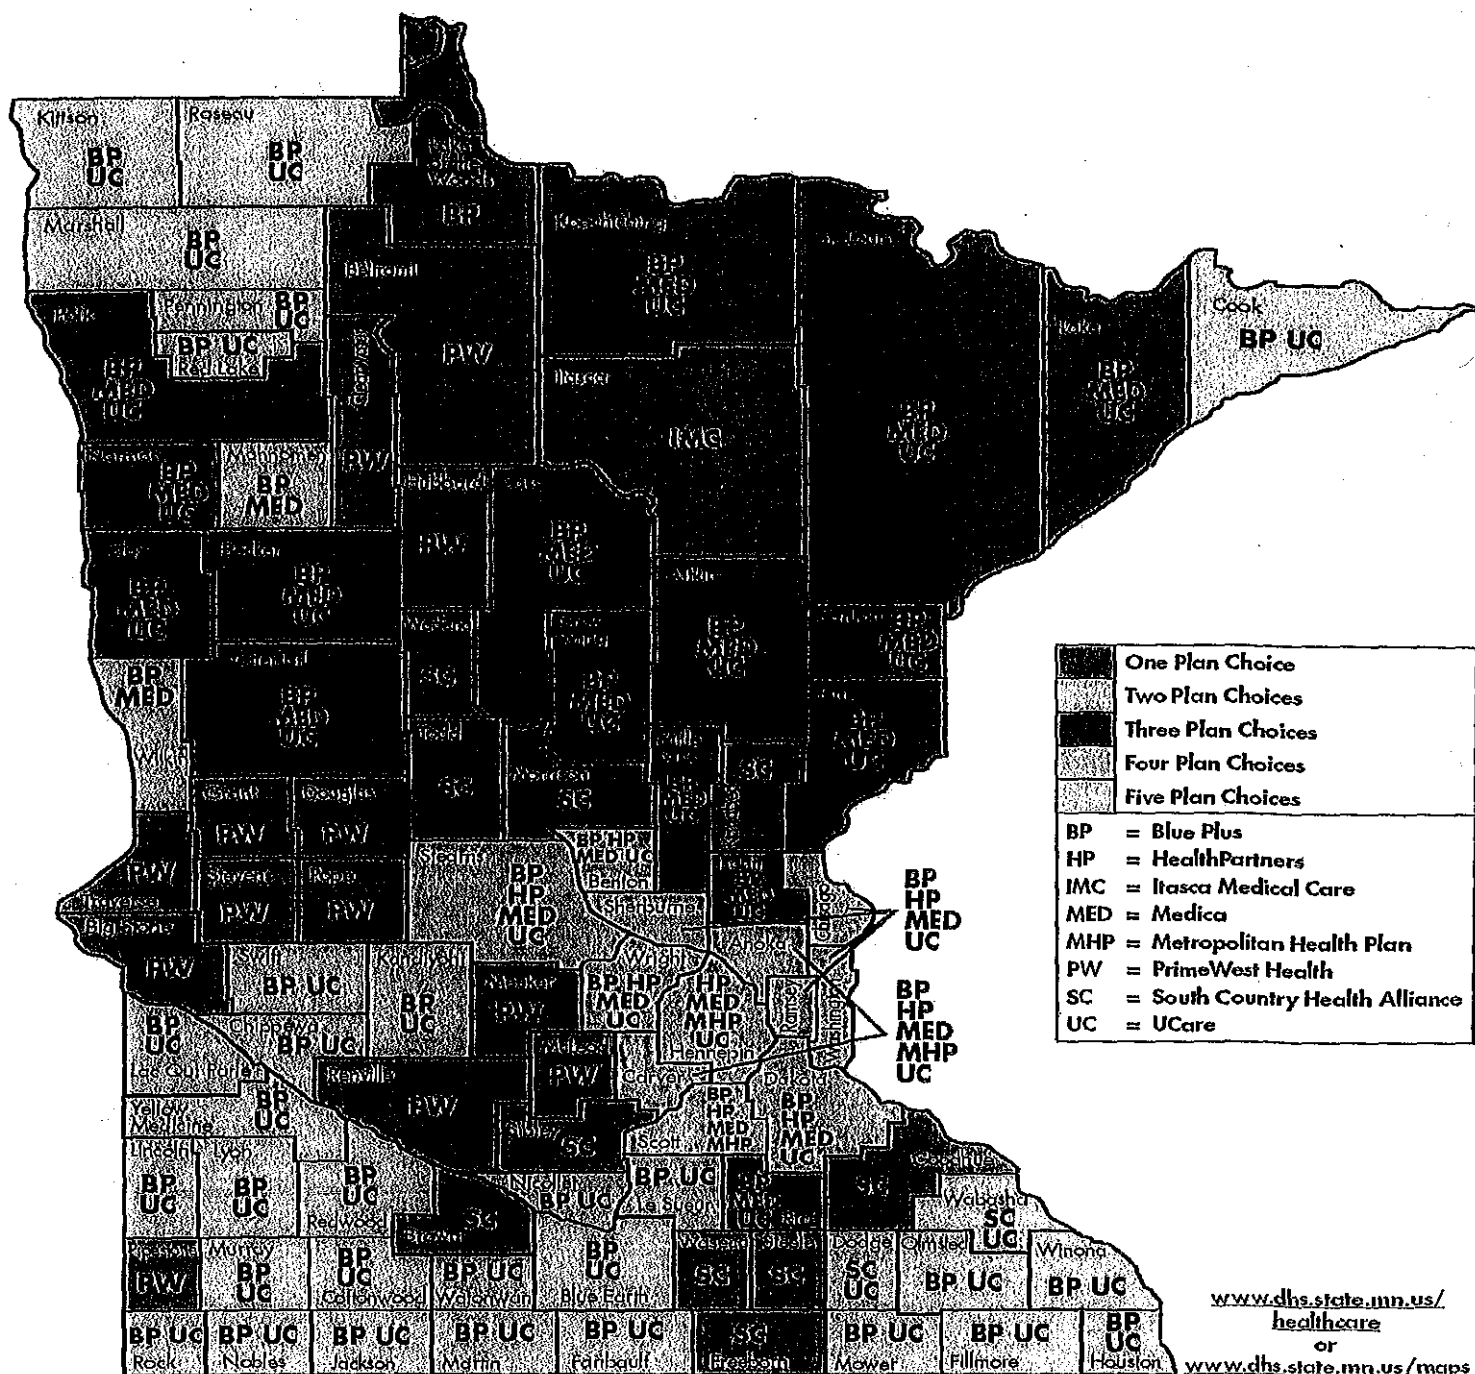 Kittson
BP
UC
Roseau
BP
UC
Woods
BP
Marshall
BP
UC
Beltrami
PW
Koochiching
BP
MED
UC
Lake
BP
MED
UC
Cook
BP UC
Polk
BP
MED
UC
Pennington
BP
UC
BP UC
Red Lake
PW
Itasca
IMC
BP
MED
UC
Norman
BP
MED
UC
Mahnomen
BP
MED
Hubbard
PW
Cass
BP
MED
UC
BP
MED
UC
Becker
BP
MED
UC
BP
MED
UC
BP
MED
UC
BP
MED
Wilkin
BP
MED
UC
SC
BP
MED
UC
BP
MED
UC
Todd
SC
Morrison
SC
MED
UC
SC
Grant
PW
Douglas
PW
PW
Traverse
Stevens
PW
Pope
PW
Big Stone
PW
Stearns
BP
HP
MED
UC
BP HP
MED UC
Benton
Sherburne
Anoka
Ramsey
Washington
BP
HP
MED
UC
BP
HP
MED
MHP
UC
Swift
BP UC
Kandiyohi
BP
UC
Meeker
PW
Wright
BP HP
MED
UC
HP
MED
MHP
UC
Hennepin
BP
UC
Lac Qui Parle
Chippewa
BP UC
Renville
PW
McLeod
PW
Carver
Scott
BP
HP
MED
MHP
Dakota
BP
HP
MED
UC
Yellow
Medicine
BP
UC
Sibley
SC
Lincoln
BP
UC
Lyon
BP
UC
BP
UC
Redwood
SC
Brown
Nicollet
BP UC
BP UC
Le Sueur
BP
MED
UC
Rice
SC
Goodhue
Wabasha
SC
UC
PW
Murray
BP
UC
BP
UC
Cottonwood
BP UC
Watonwan
BP
UC
Blue Earth
Waseca
SC
Steele
SC
Dodge
SC
UC
Olmsted
BP UC
Winona
BP UC
BP UC
Rock
BP UC
Nobles
BP UC
Jackson
BP UC
Martin
BP UC
Faribault
SC
Freeborn
BP UC
Mower
BP UC
Fillmore
BP
UC
Houston
One Plan Choice
Two Plan Choices
Three Plan Choices
Four Plan Choices
Five Plan Choices
BP = Blue Plus
HP = HealthPartners
IMC = Itasca Medical Care
MED = Medica
MHP = Metropolitan Health Plan
PW = PrimeWest Health
SC = South Country Health Alliance
UC = UCare
www.dhs.state.mn.us/
healthcare
or
www.dhs.state.mn.us/maps